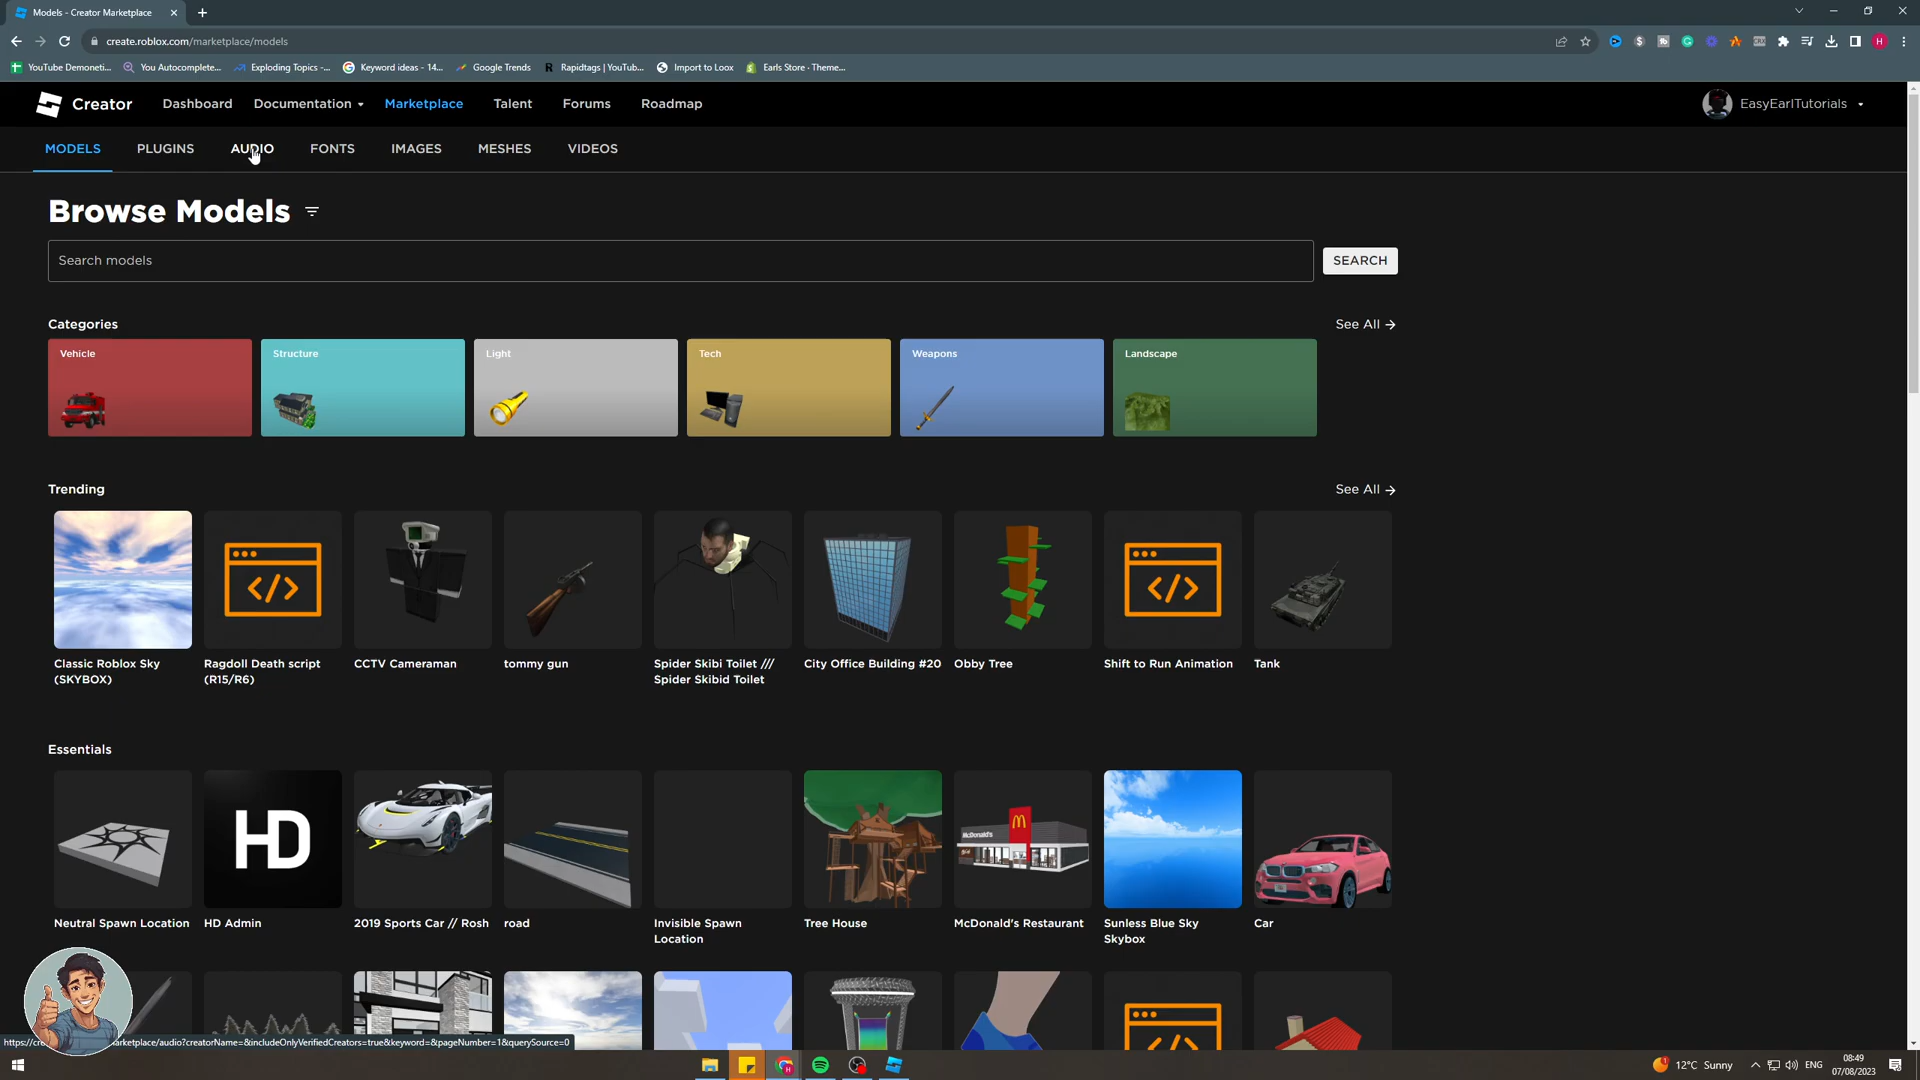 Models - Creator Marketplace
create.roblox.com/marketplace/models
YouTube Demoneti...
You Autocomplete...
Exploding Topics -...
Keyword ideas - 14...
Google Trends
Rapidtags | YouTub...
Import to Loox
Earls Store · Theme...
Creator
Dashboard
Documentation
Marketplace
Talent
Forums
Roadmap
EasyEarlTutorials
MODELS
PLUGINS
AUDIO
FONTS
IMAGES
MESHES
VIDEOS
Browse Models
Search models
SEARCH
Categories
See All
Vehicle
Structure
Light
Tech
Weapons
Landscape
Trending
See All
Classic Roblox Sky
(SKYBOX)
Ragdoll Death script
(R15/R6)
CCTV Cameraman
tommy gun
Spider Skibi Toilet ///
Spider Skibid Toilet
City Office Building #20
Obby Tree
Shift to Run Animation
Tank
Essentials
HD
McDonald's
Neutral Spawn Location
HD Admin
2019 Sports Car // Rosh
road
Invisible Spawn
Location
Tree House
McDonald's Restaurant
Sunless Blue Sky
Skybox
Car
https://cre
arketplace/audio?creatorName=&includeOnlyVerifiedCreators=true&keyword=&pageNumber=1&querySource=0
12°C Sunny
ENG
08:49
07/08/2023